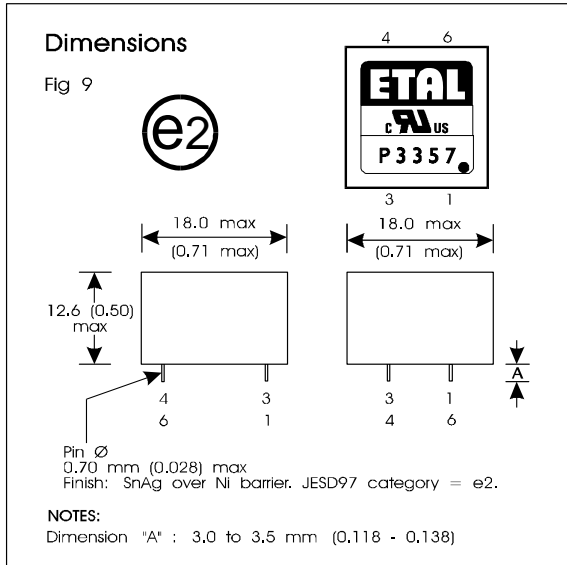 Dimensions
Fig 9
e2
4 6
ETAL
c RU US
P3357
3 1
18.0 max
(0.71 max)
18.0 max
(0.71 max)
12.6 (0.50)
max
A
4 3
6 1
3 1
4 6
Pin Ø
0.70 mm (0.028) max
Finish: SnAg over Ni barrier. JESD97 category = e2.
NOTES:
Dimension "A" : 3.0 to 3.5 mm (0.118 - 0.138)